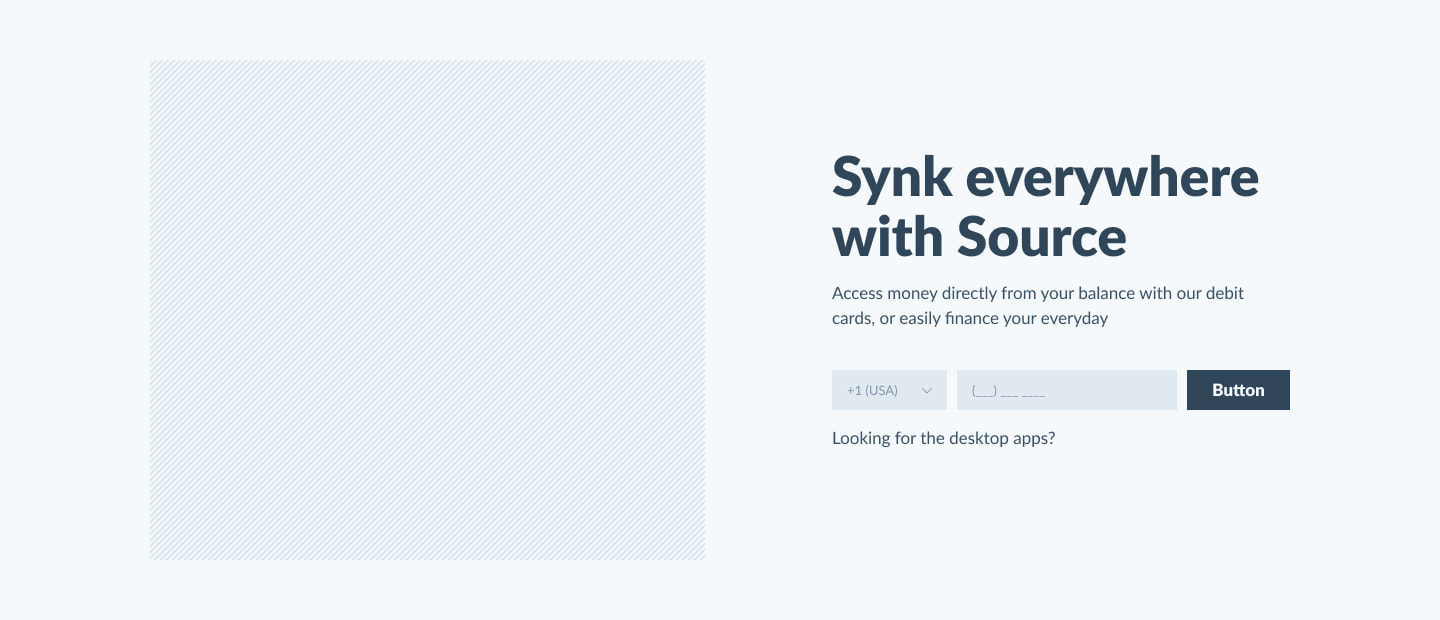 Synk everywhere
with Source
Access money directly from your balance with our debit
cards, or easily finance your everyday
+1 (USA)
(___) ___ ____
Button
Looking for the desktop apps?